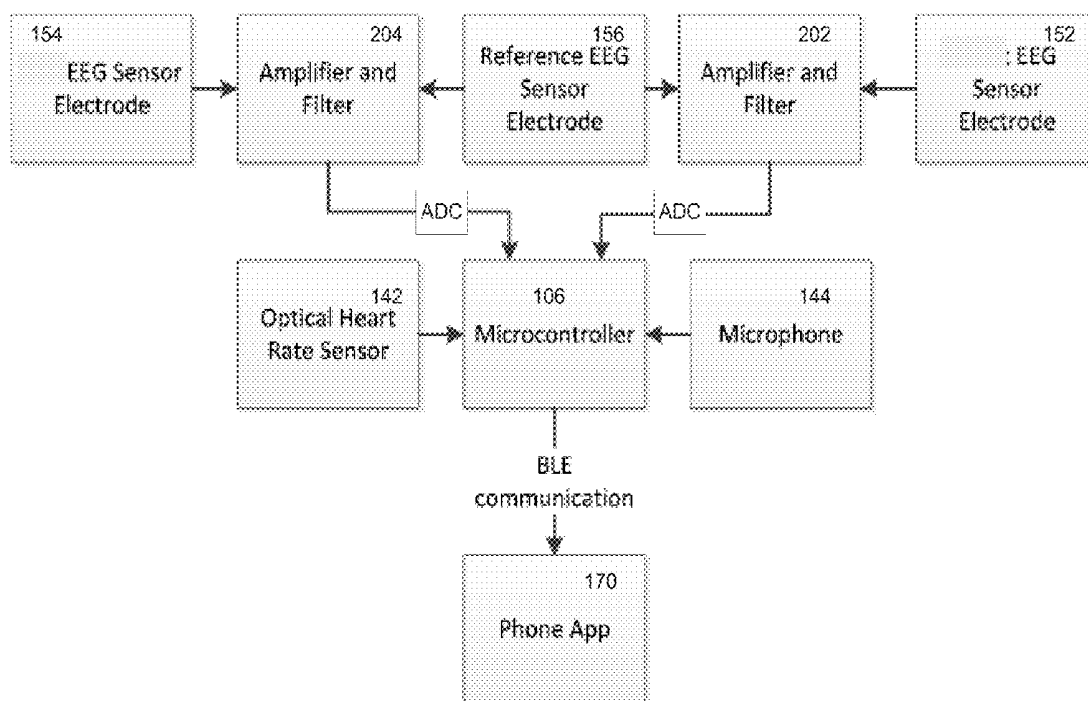 154
EEG Sensor
Electrode
204
Amplifier and
Filter
156
Reference EEG
Sensor
Electrode
202
Amplifier and
Filter
152
: EEG
Sensor
Electrode
ADC
ADC
142
Optical Heart
Rate Sensor
106
Microcontroller
144
Microphone
BLE
communication
170
Phone App